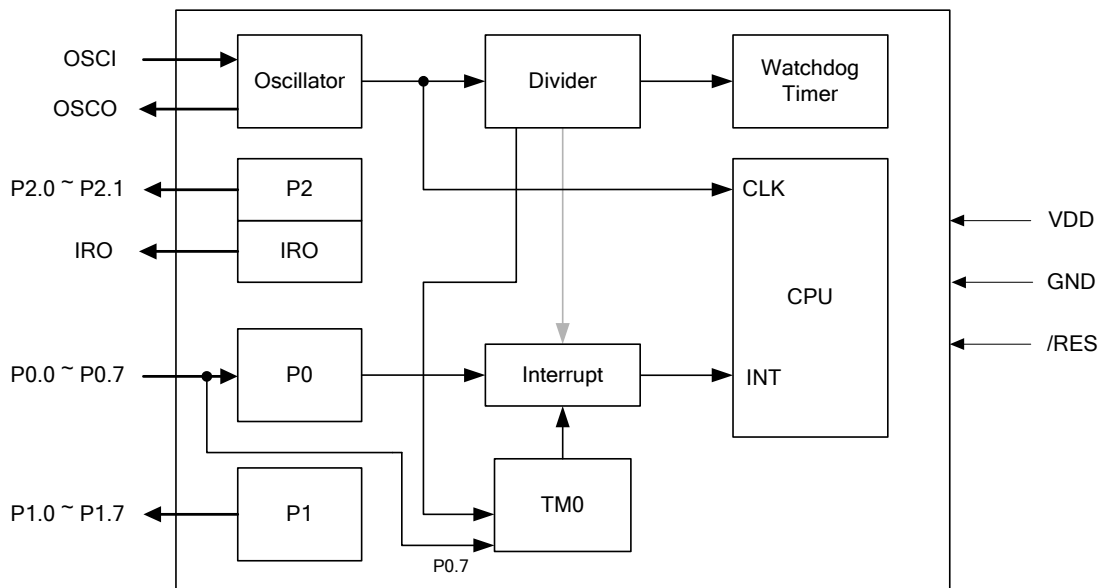 OSCI
OSCO
Oscillator
Divider
Watchdog
Timer
P2.0 ~ P2.1
P2
CLK
IRO
IRO
VDD
GND
/RES
CPU
P0.0 ~ P0.7
P0
Interrupt
INT
P1.0 ~ P1.7
P1
TM0
P0.7